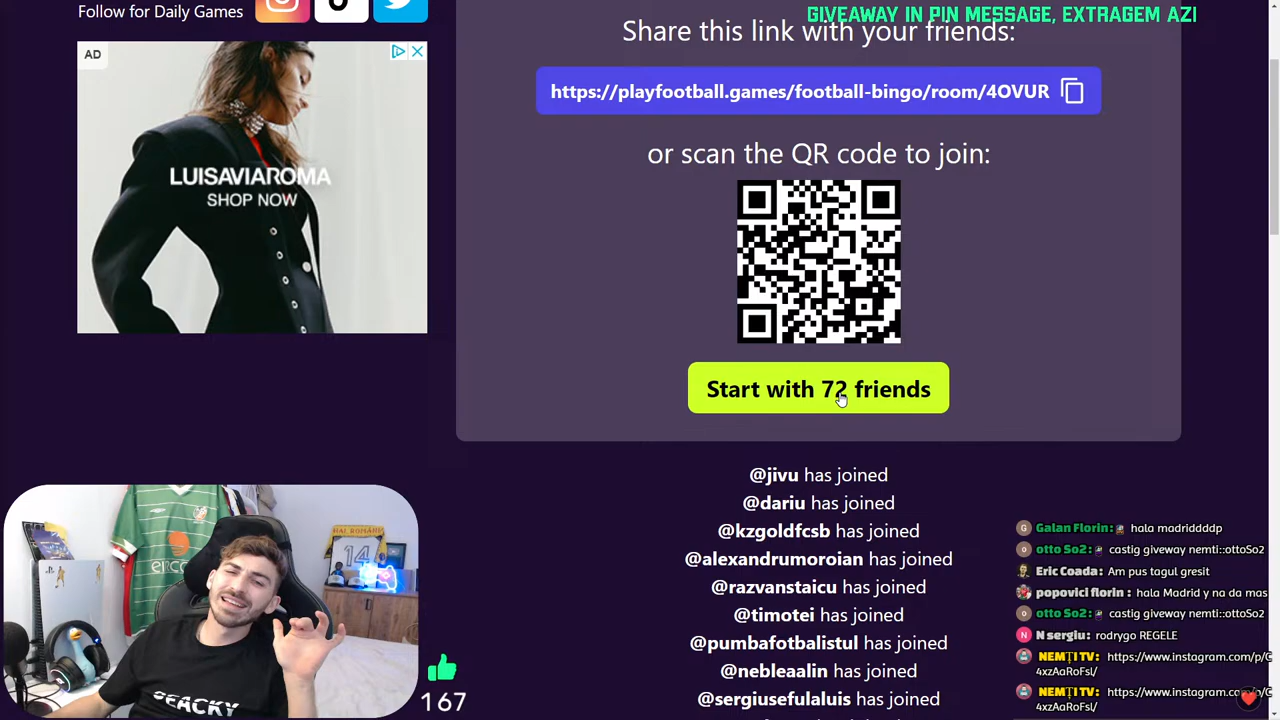 Follow for Daily Games
GIVEAWAY IN PIN MESSAGE, EXTRAGEM AZI
Share this link with your friends:
AD
https://playfootball.games/football-bingo/room/4OVUR
or scan the QR code to join:
LUISAVIAROMA
SHOP NOW
Start with 72 friends
@jivu has joined
@dariu has joined
@kzgoldfcsb has joined
@alexandrumoroian has joined
@razvanstaicu has joined
@timotei has joined
@pumbafotbalistul has joined
@nebleaalin has joined
@sergiusefulaluis has joined
Galan Florin: hala madriddddp
otto So2: castig giveway nemti::ottoSo2
Eric Coada: Am pus tagul gresit
popovici florin: hala Madrid y na da mas
otto So2: castig giveway nemti::ottoSo2
N sergiu: rodrygo REGELE
NEMȚI TV: https://www.instagram.com/p/C
4xzAaRoFsl/
NEMȚI TV: https://www.instagram.com/p/C
4xzAaRoFsl/
14
PEACKY
167